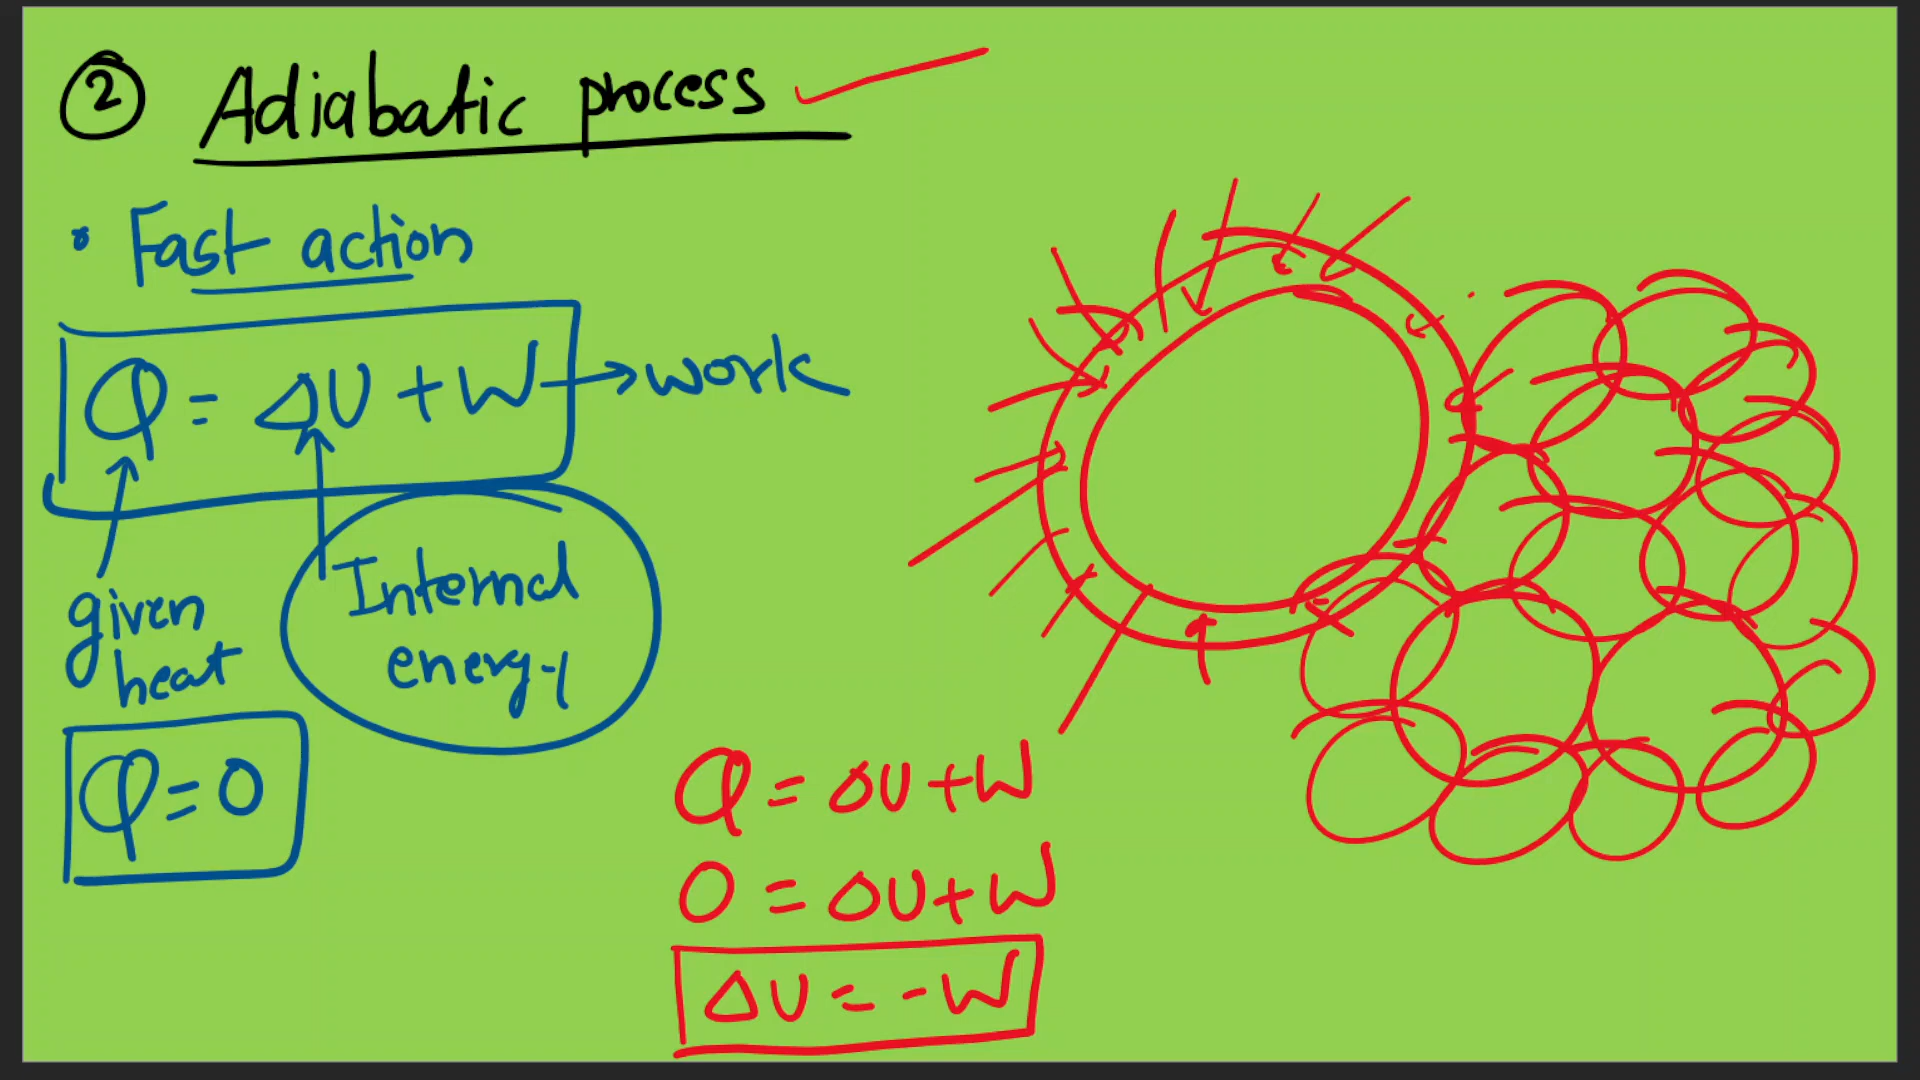 ② Adiabatic process
• Fast action
Q = ΔU + W → work
given
heat
Internal
energy
Q = 0
Q = ΔU + W
0 = ΔU + W
ΔU = - W